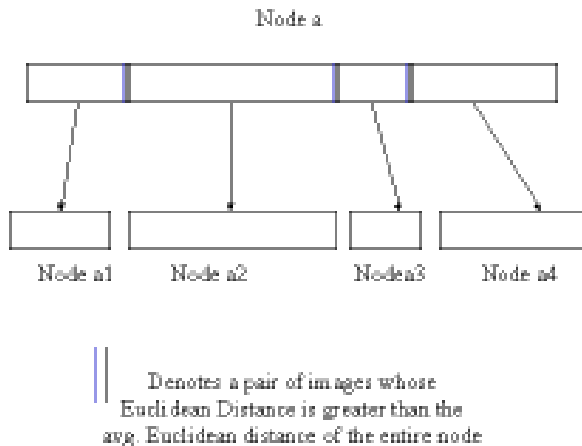 Node a
Node a1 Node a2 Nodea3 Node a4
Denotes a pair of images whose
Euclidean Distance is greater than the
avg. Euclidean distance of the entire node